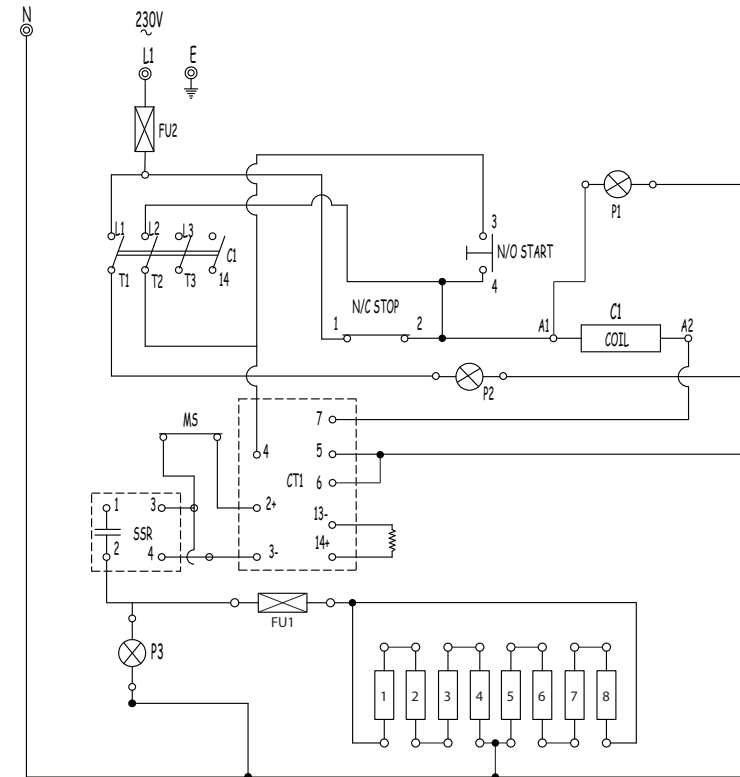 N
230V
~
L1
E
FU2
L1 L2 L3 C1
T1 T2 T3 14
3
N/O START
4
P1
N/C STOP
1 2
A1 C1 A2
COIL
P2
MS
7
4 5
CT1 6
2+ 13-
3- 14+
1 3
SSR
2 4
FU1
P3
1 2 3 4 5 6 7 8